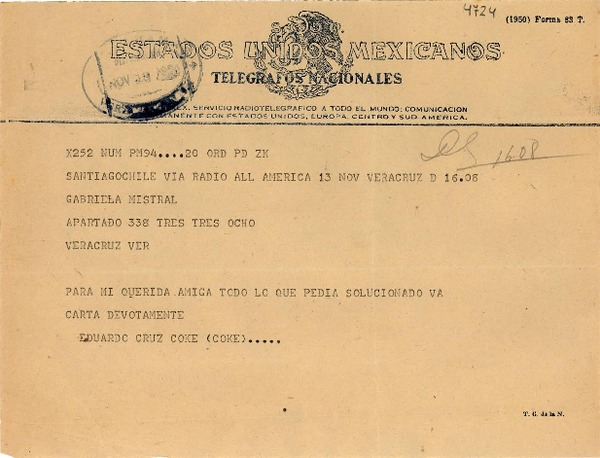 4724
(1950) Forma 83 T.
ESTADOS UNIDOS MEXICANOS
TELEGRAFOS NACIONALES
SERVICIO RADIOTELEGRAFICO A TODO EL MUNDO; COMUNICACION
CON ESTADOS UNIDOS, EUROPA, CENTRO Y SUD AMERICA.
X252 NUM PM94....20 ORD PD ZK
16.08
SANTIAGOCHILE VIA RADIO ALL AMERICA 13 NOV VERACRUZ D 16.08
GABRIELA MISTRAL
APARTADO 338 TRES TRES OCHO
VERACRUZ VER
PARA MI QUERIDA AMIGA TODO LO QUE PEDIA SOLUCIONADO VA
CARTA DEVOTAMENTE
EDUARDO CRUZ COKE (COKE).....
T. G. de la N.